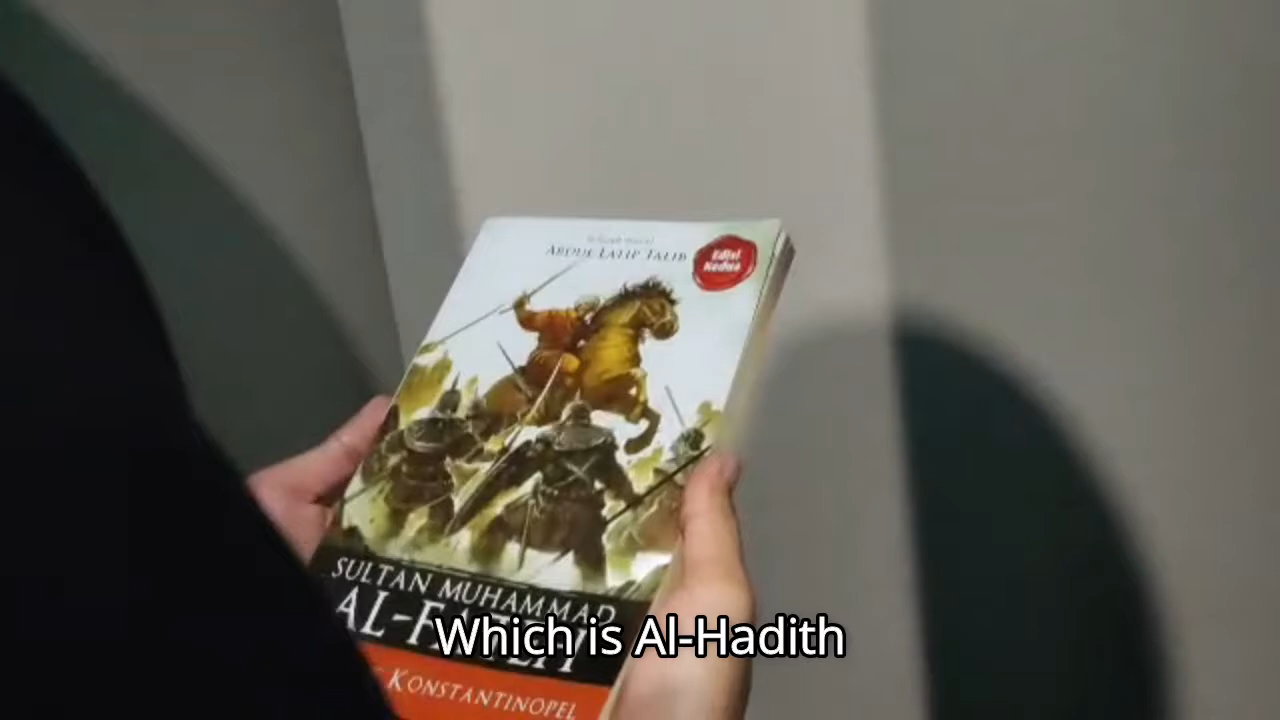 ABDUL LATIP TALIB
Edisi
Kedua
SULTAN MUHAMMAD
Which is Al-Hadith
KONSTANTINOPEL